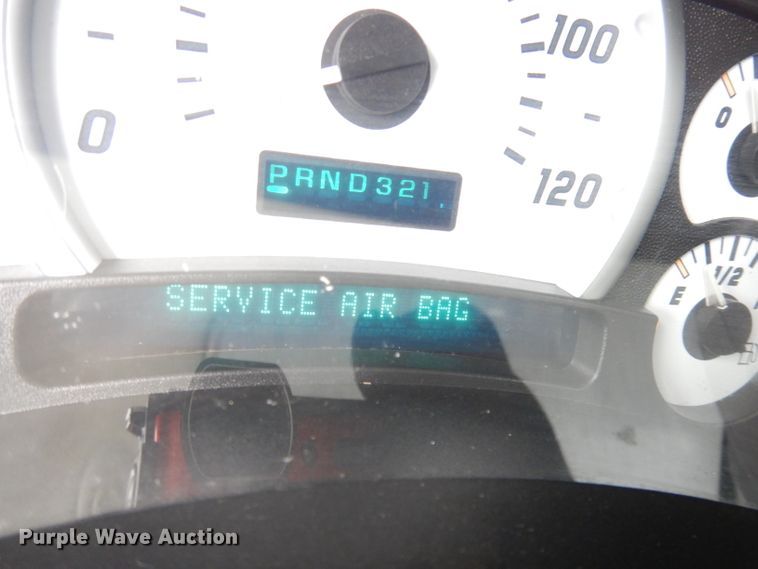 100
0
0
PRND321
120
1/2
E
SERVICE AIR BAG
Purple Wave Auction